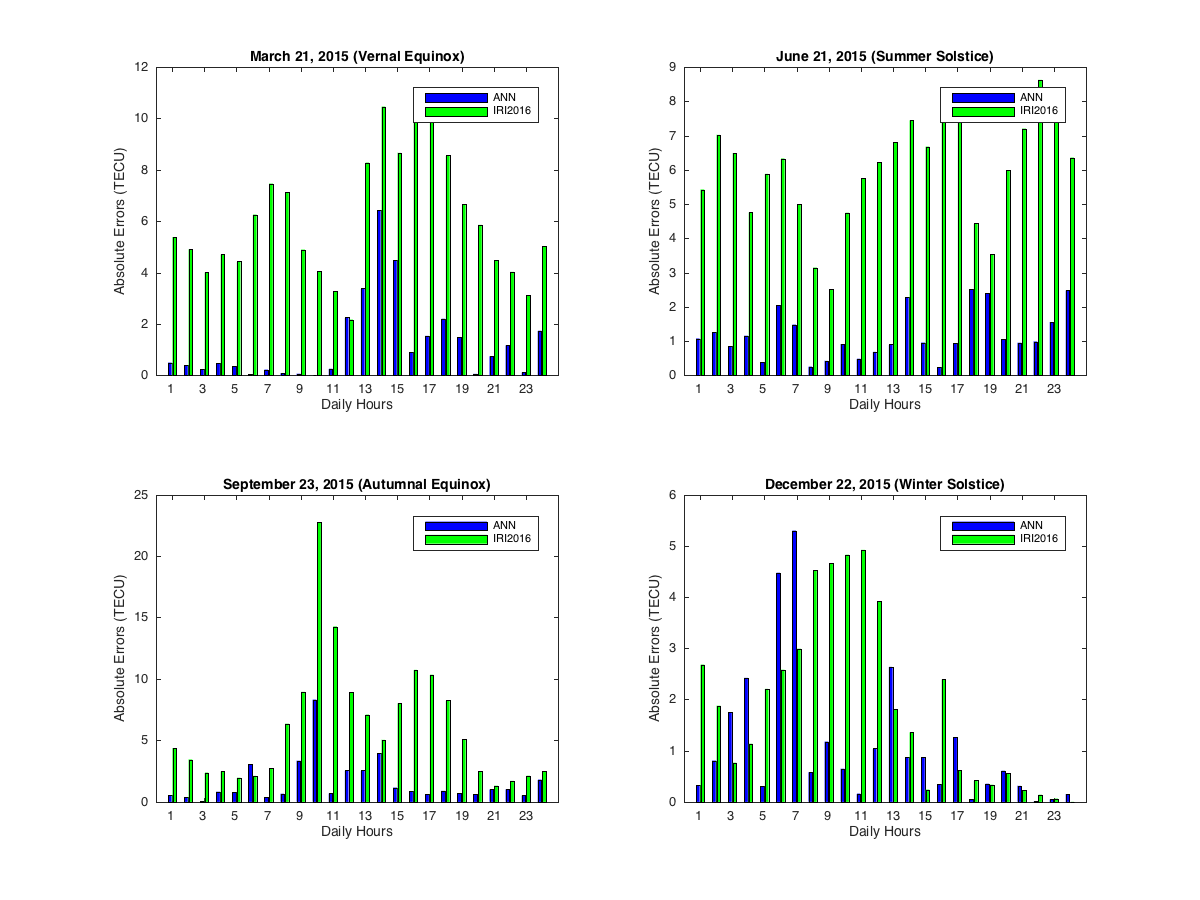 March 21, 2015 (Vernal Equinox)
12
10
8
6
4
2
0
Absolute Errors (TECU)
ANN
IRI2016
1 3 5 7 9 11 13 15 17 19 21 23
Daily Hours
June 21, 2015 (Summer Solstice)
9
8
7
6
5
4
3
2
1
0
Absolute Errors (TECU)
ANN
IRI2016
1 3 5 7 9 11 13 15 17 19 21 23
Daily Hours
September 23, 2015 (Autumnal Equinox)
25
20
15
10
5
0
Absolute Errors (TECU)
ANN
IRI2016
1 3 5 7 9 11 13 15 17 19 21 23
Daily Hours
December 22, 2015 (Winter Solstice)
6
5
4
3
2
1
0
Absolute Errors (TECU)
ANN
IRI2016
1 3 5 7 9 11 13 15 17 19 21 23
Daily Hours